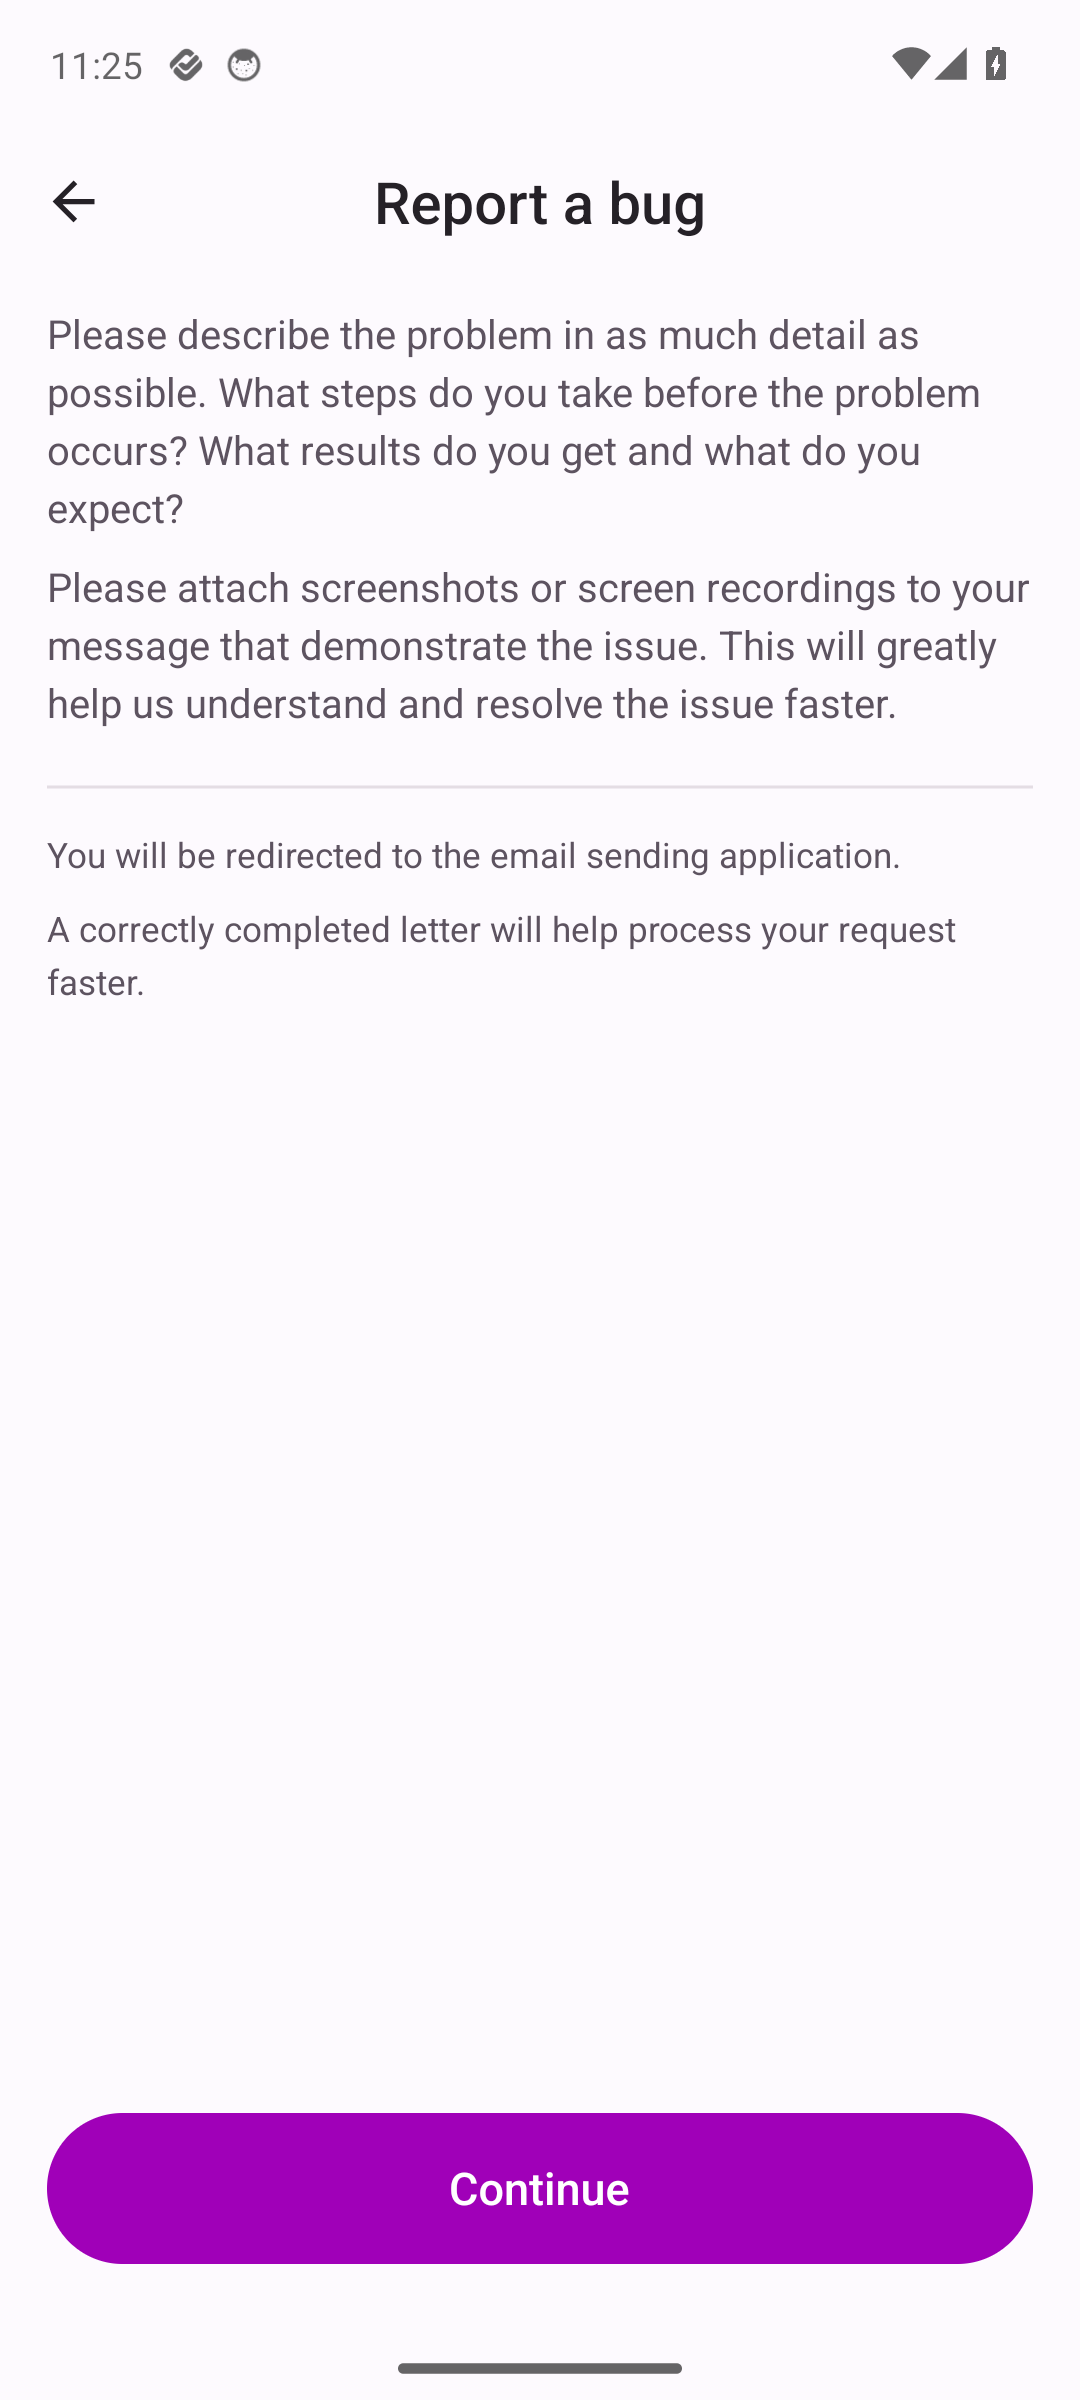 11:25
Report a bug
Please describe the problem in as much detail as
possible. What steps do you take before the problem
occurs? What results do you get and what do you
expect?
Please attach screenshots or screen recordings to your
message that demonstrate the issue. This will greatly
help us understand and resolve the issue faster.
You will be redirected to the email sending application.
A correctly completed letter will help process your request
faster.
Continue